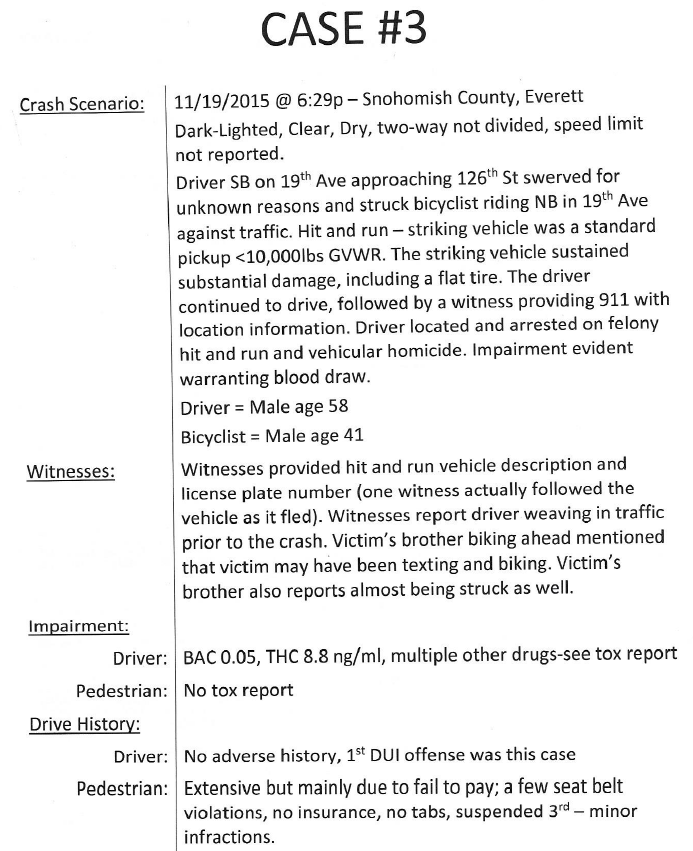 CASE #3
Crash Scenario: 11/19/2015 @ 6:29p – Snohomish County, Everett
Dark-Lighted, Clear, Dry, two-way not divided, speed limit
not reported.
Driver SB on 19th Ave approaching 126th St swerved for
unknown reasons and struck bicyclist riding NB in 19th Ave
against traffic. Hit and run – striking vehicle was a standard
pickup <10,000lbs GVWR. The striking vehicle sustained
substantial damage, including a flat tire. The driver
continued to drive, followed by a witness providing 911 with
location information. Driver located and arrested on felony
hit and run and vehicular homicide. Impairment evident
warranting blood draw.
Driver = Male age 58
Bicyclist = Male age 41
Witnesses: Witnesses provided hit and run vehicle description and
license plate number (one witness actually followed the
vehicle as it fled). Witnesses report driver weaving in traffic
prior to the crash. Victim's brother biking ahead mentioned
that victim may have been texting and biking. Victim's
brother also reports almost being struck as well.
Impairment:
Driver: BAC 0.05, THC 8.8 ng/ml, multiple other drugs-see tox report
Pedestrian: No tox report
Drive History:
Driver: No adverse history, 1st DUI offense was this case
Pedestrian: Extensive but mainly due to fail to pay; a few seat belt
violations, no insurance, no tabs, suspended 3rd – minor
infractions.